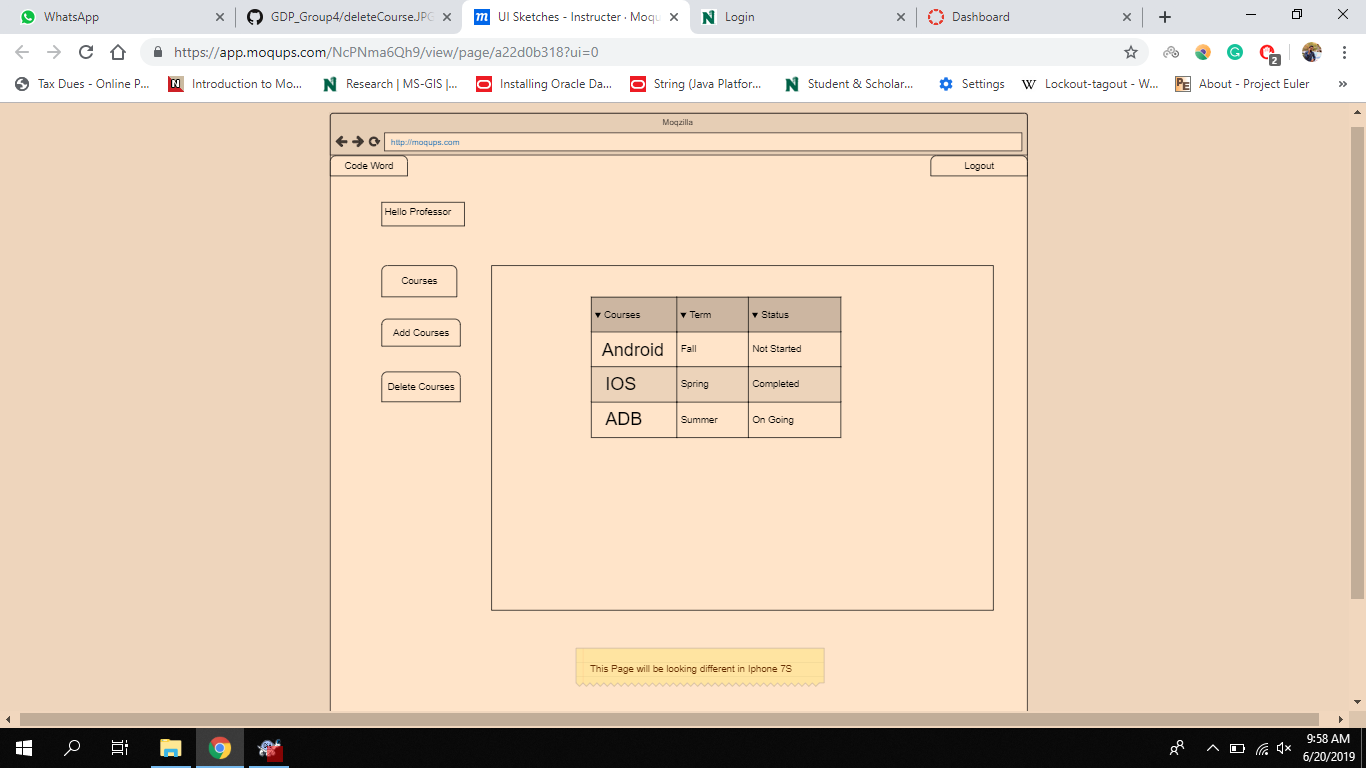 WhatsApp
GDP_Group4/deleteCourse.JPG
UI Sketches - Instructer · Moqu
Login
Dashboard
https://app.moqups.com/NcPNma6Qh9/view/page/a22d0b318?ui=0
2
Tax Dues - Online P...
Introduction to Mo...
Research | MS-GIS |...
Installing Oracle Da...
String (Java Platfor...
Student & Scholar...
Settings
Lockout-tagout - W...
About - Project Euler
»
Moqzilla
http://moqups.com
Code Word
Logout
Hello Professor
Courses
Add Courses
Delete Courses
Courses Term Status
Android Fall Not Started
IOS Spring Completed
ADB Summer On Going
This Page will be looking different in Iphone 7S
9:58 AM
6/20/2019